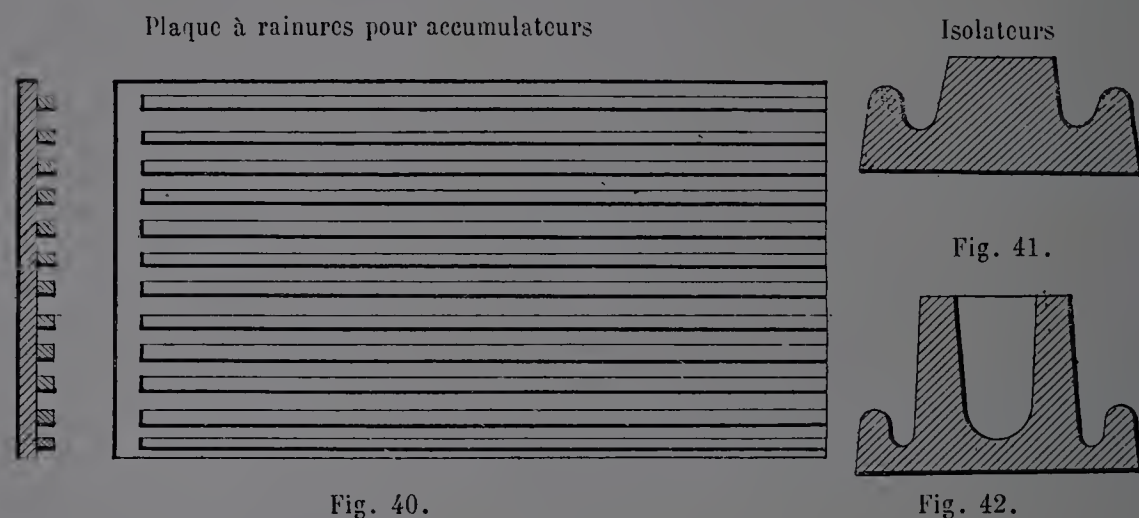 Plaque à rainures pour accumulateurs
Isolateurs
Fig. 41.
Fig. 40.
Fig. 42.